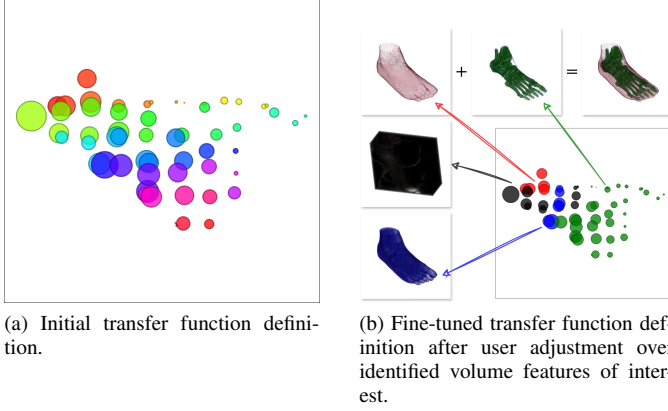 + =
(a) Initial transfer function defini-
tion.
(b) Fine-tuned transfer function def-
inition after user adjustment over
identified volume features of inter-
est.